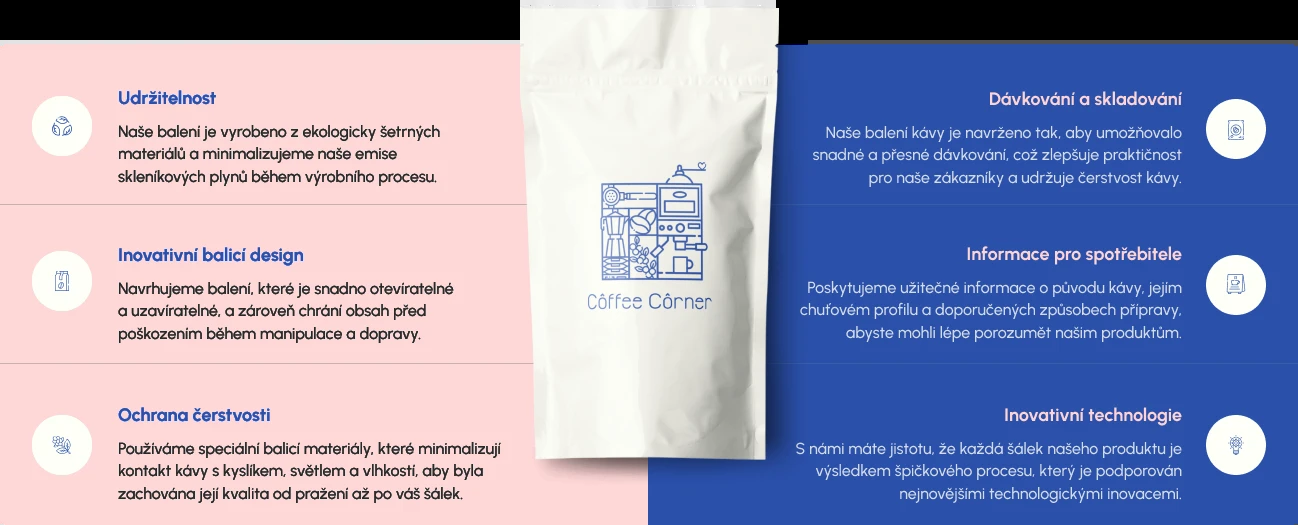 Udržitelnost
Naše balení je vyrobeno z ekologicky šetrných
materiálů a minimalizujeme naše emise
skleníkových plynů během výrobního procesu.
Inovativní balicí design
Navrhujeme balení, které je snadno otevíratelné
a uzavíratelné, a zároveň chrání obsah před
poškozením během manipulace a dopravy.
Ochrana čerstvosti
Používáme speciální balicí materiály, které minimalizují
kontakt kávy s kyslíkem, světlem a vlhkostí, aby byla
zachována její kvalita od pražení až po váš šálek.
Côffee Côrner
Dávkování a skladování
Naše balení kávy je navrženo tak, aby umožňovalo
snadné a přesné dávkování, což zlepšuje praktičnost
pro naše zákazníky a udržuje čerstvost kávy.
Informace pro spotřebitele
Poskytujeme užitečné informace o původu kávy, jejím
chuťovém profilu a doporučených způsobech přípravy,
abyste mohli lépe porozumět našim produktům.
Inovativní technologie
S námi máte jistotu, že každá šálek našeho produktu je
výsledkem špičkového procesu, který je podporován
nejnovějšími technologickými inovacemi.